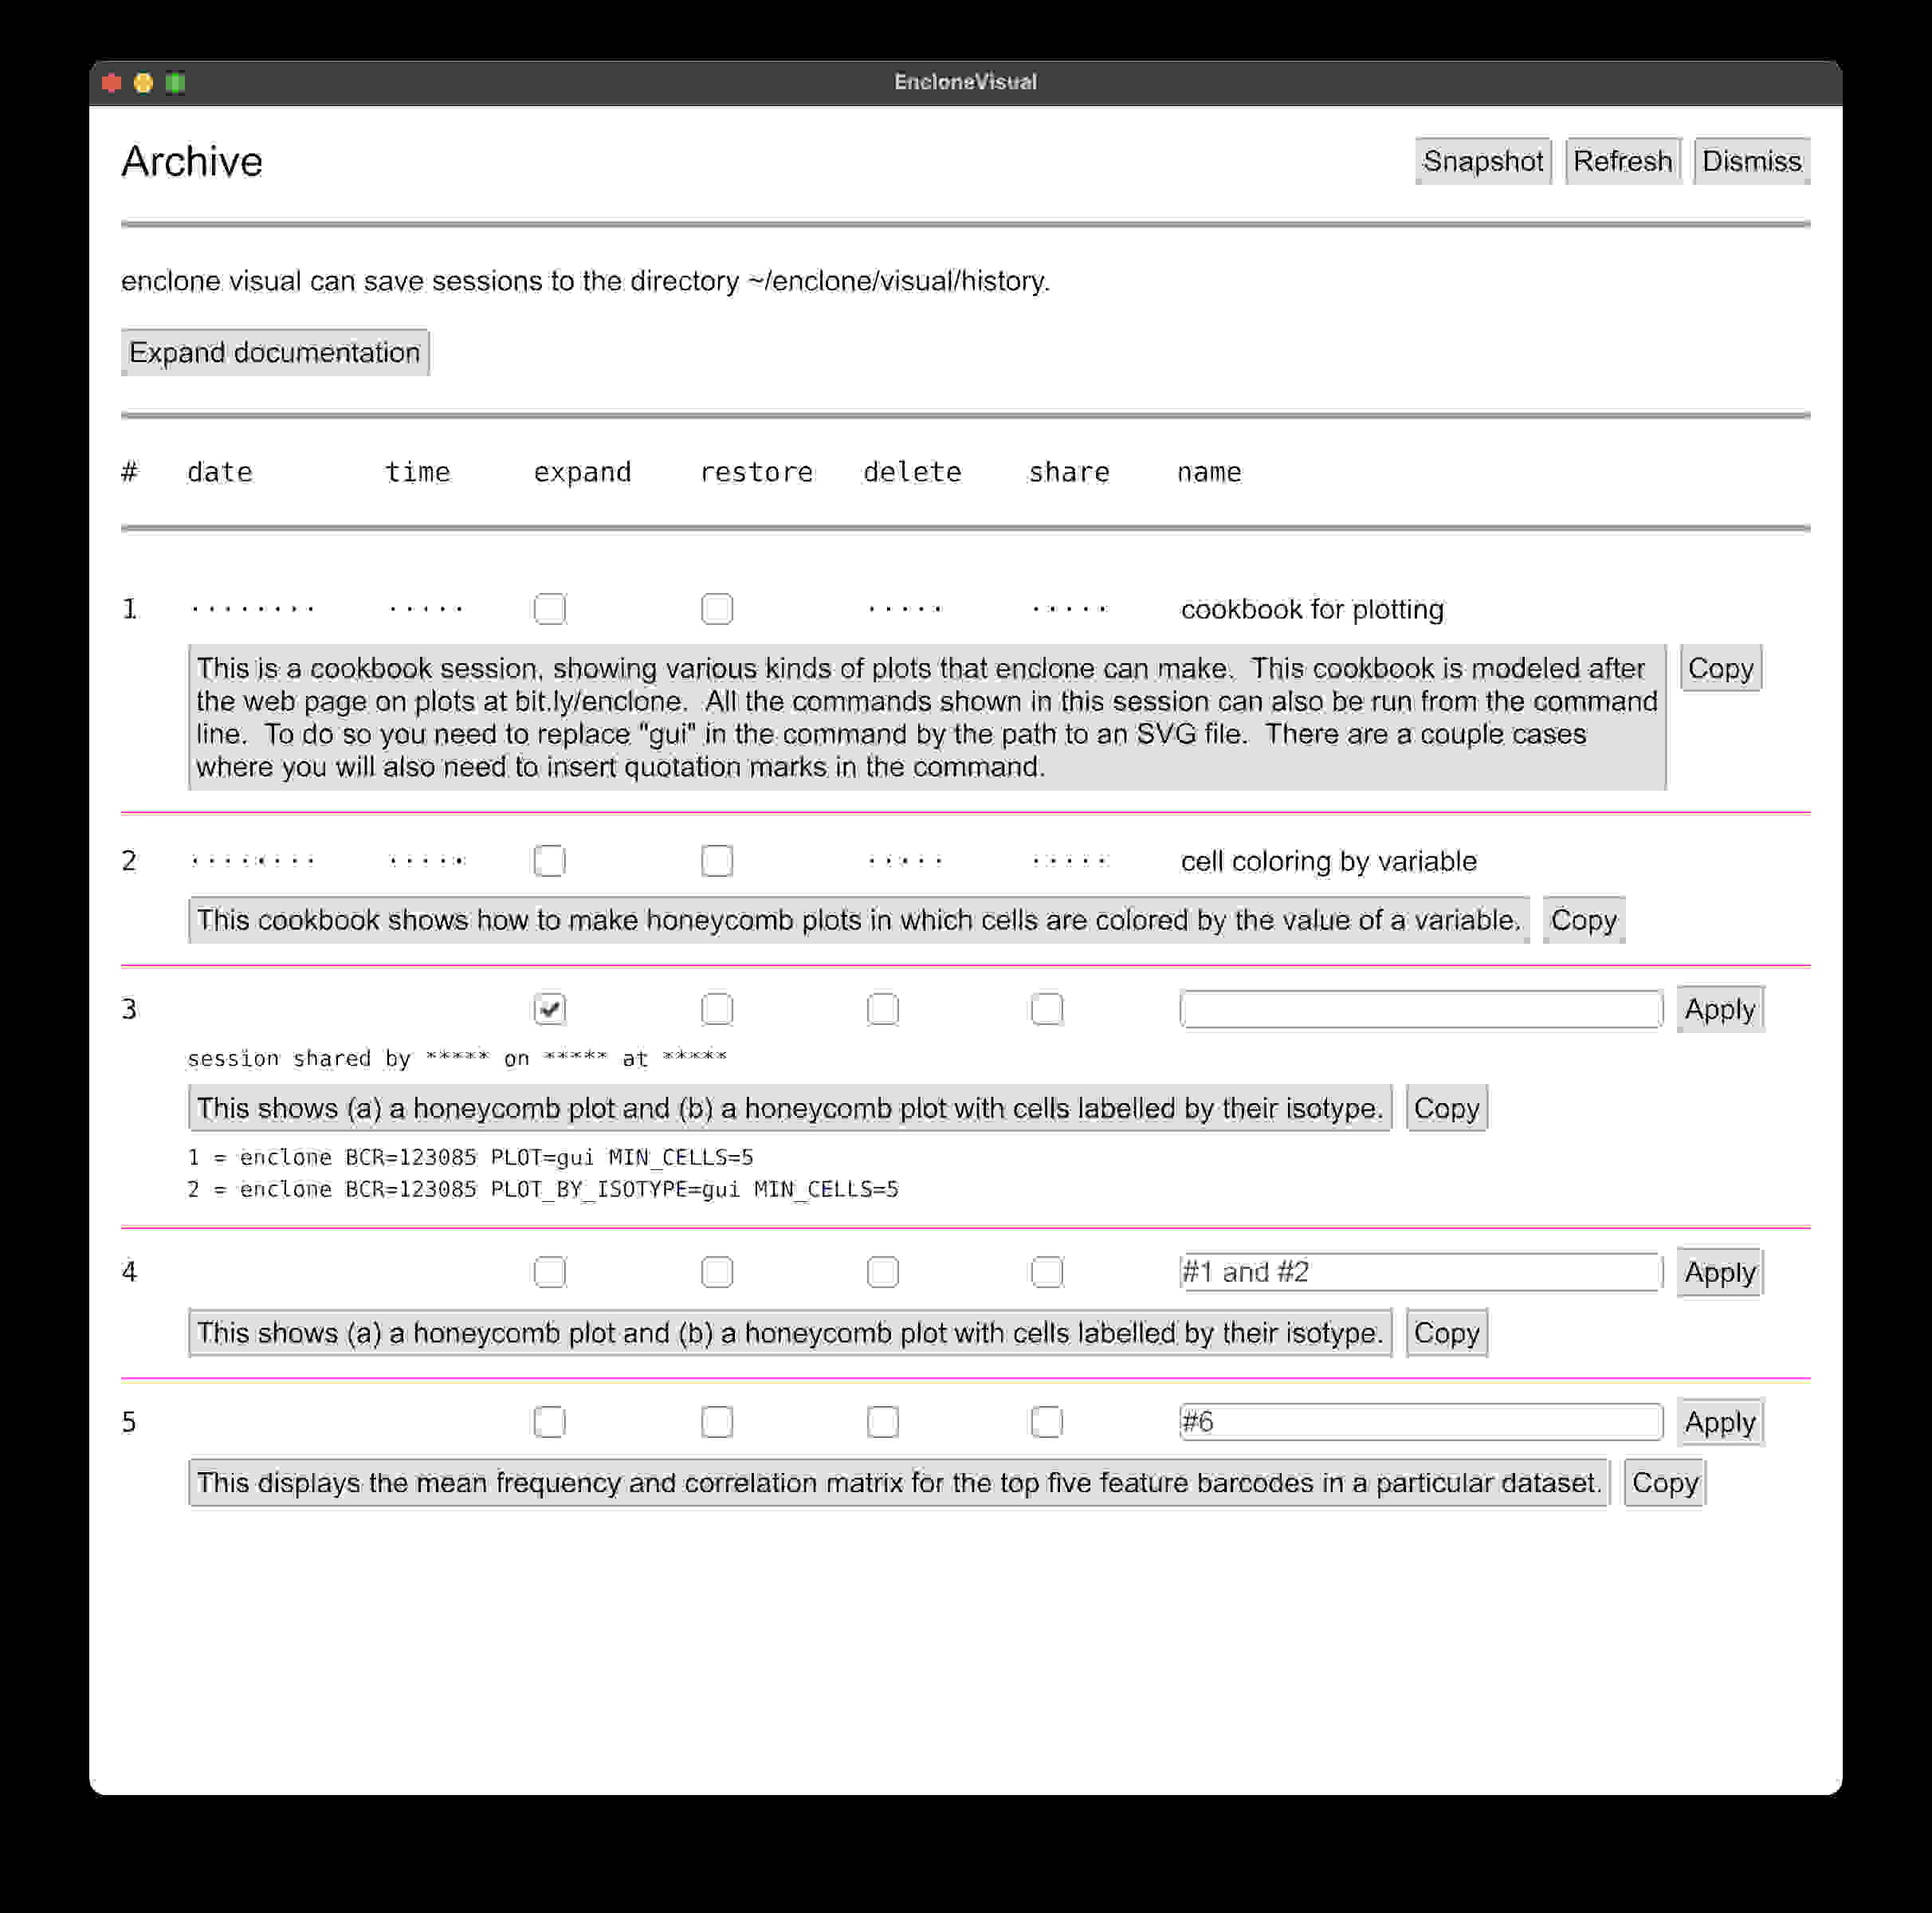 EncloneVisual
Archive Snapshot Refresh Dismiss
enclone visual can save sessions to the directory ~/enclone/visual/history.
Expand documentation
# date time expand restore delete share name
1 ········ ····· ····· ····· cookbook for plotting
This is a cookbook session, showing various kinds of plots that enclone can make.  This cookbook is modeled after Copy
the web page on plots at bit.ly/enclone.  All the commands shown in this session can also be run from the command
line.  To do so you need to replace "gui" in the command by the path to an SVG file.  There are a couple cases
where you will also need to insert quotation marks in the command.
2 ········ ····· ····· ····· cell coloring by variable
This cookbook shows how to make honeycomb plots in which cells are colored by the value of a variable. Copy
3 Apply
session shared by ***** on ***** at *****
This shows (a) a honeycomb plot and (b) a honeycomb plot with cells labelled by their isotype. Copy
1 = enclone BCR=123085 PLOT=gui MIN_CELLS=5
2 = enclone BCR=123085 PLOT_BY_ISOTYPE=gui MIN_CELLS=5
4 #1 and #2 Apply
This shows (a) a honeycomb plot and (b) a honeycomb plot with cells labelled by their isotype. Copy
5 #6 Apply
This displays the mean frequency and correlation matrix for the top five feature barcodes in a particular dataset. Copy